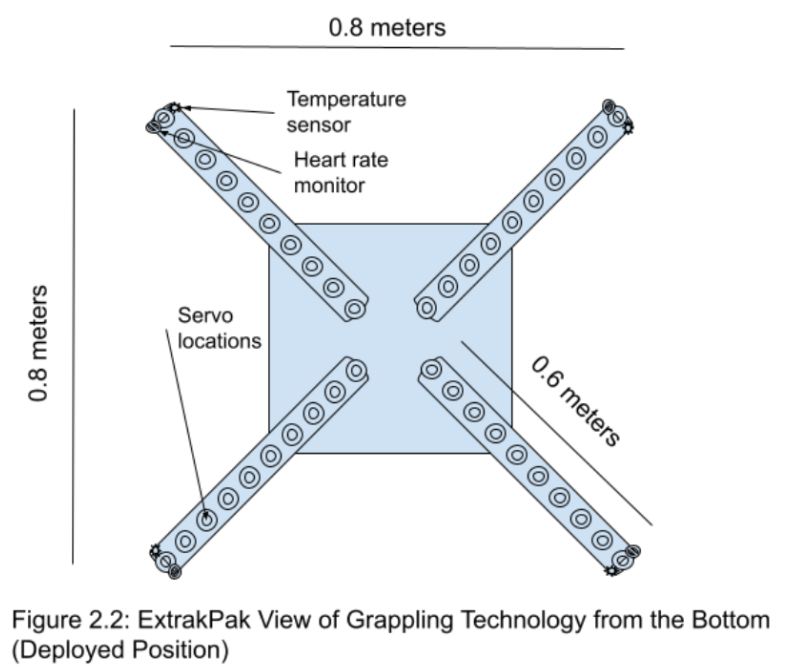 0.8 meters
Temperature
sensor
Heart rate
monitor
0.8 meters
Servo
locations
0.6 meters
Figure 2.2: ExtrakPak View of Grappling Technology from the Bottom
(Deployed Position)